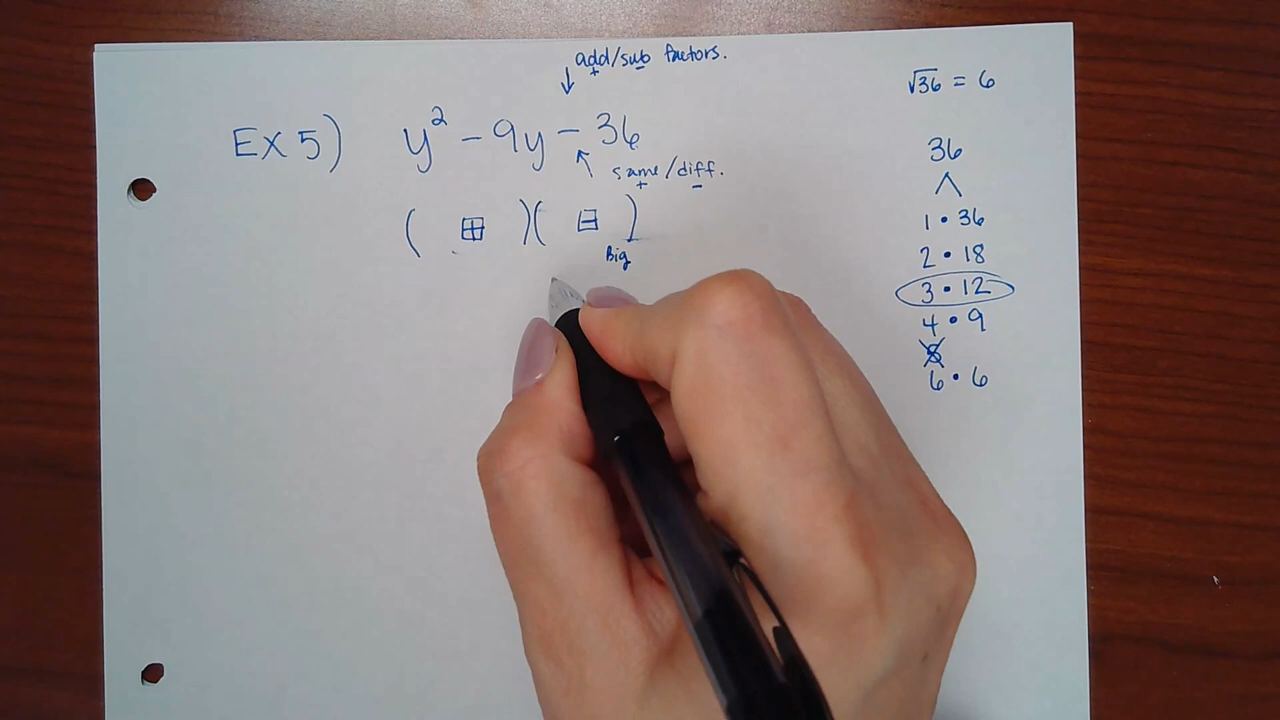 add/sub factors.
EX 5) y² - 9y - 36
same/diff.
+ -
( + )( - )
Big
√36 = 6
36
1 • 36
2 • 18
3 • 12
4 • 9
6 • 6